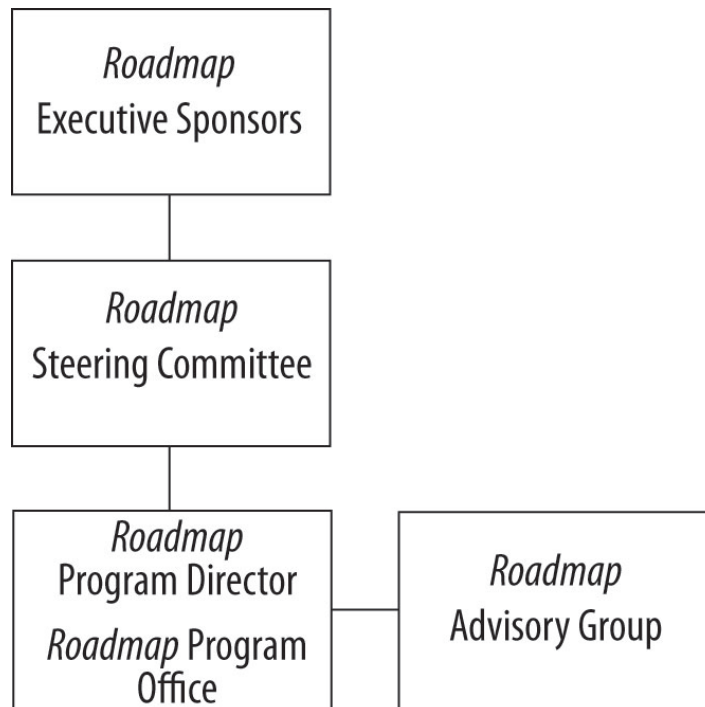 Roadmap
Executive Sponsors
Roadmap
Steering Committee
Roadmap
Program Director
Roadmap Program
Office
Roadmap
Advisory Group